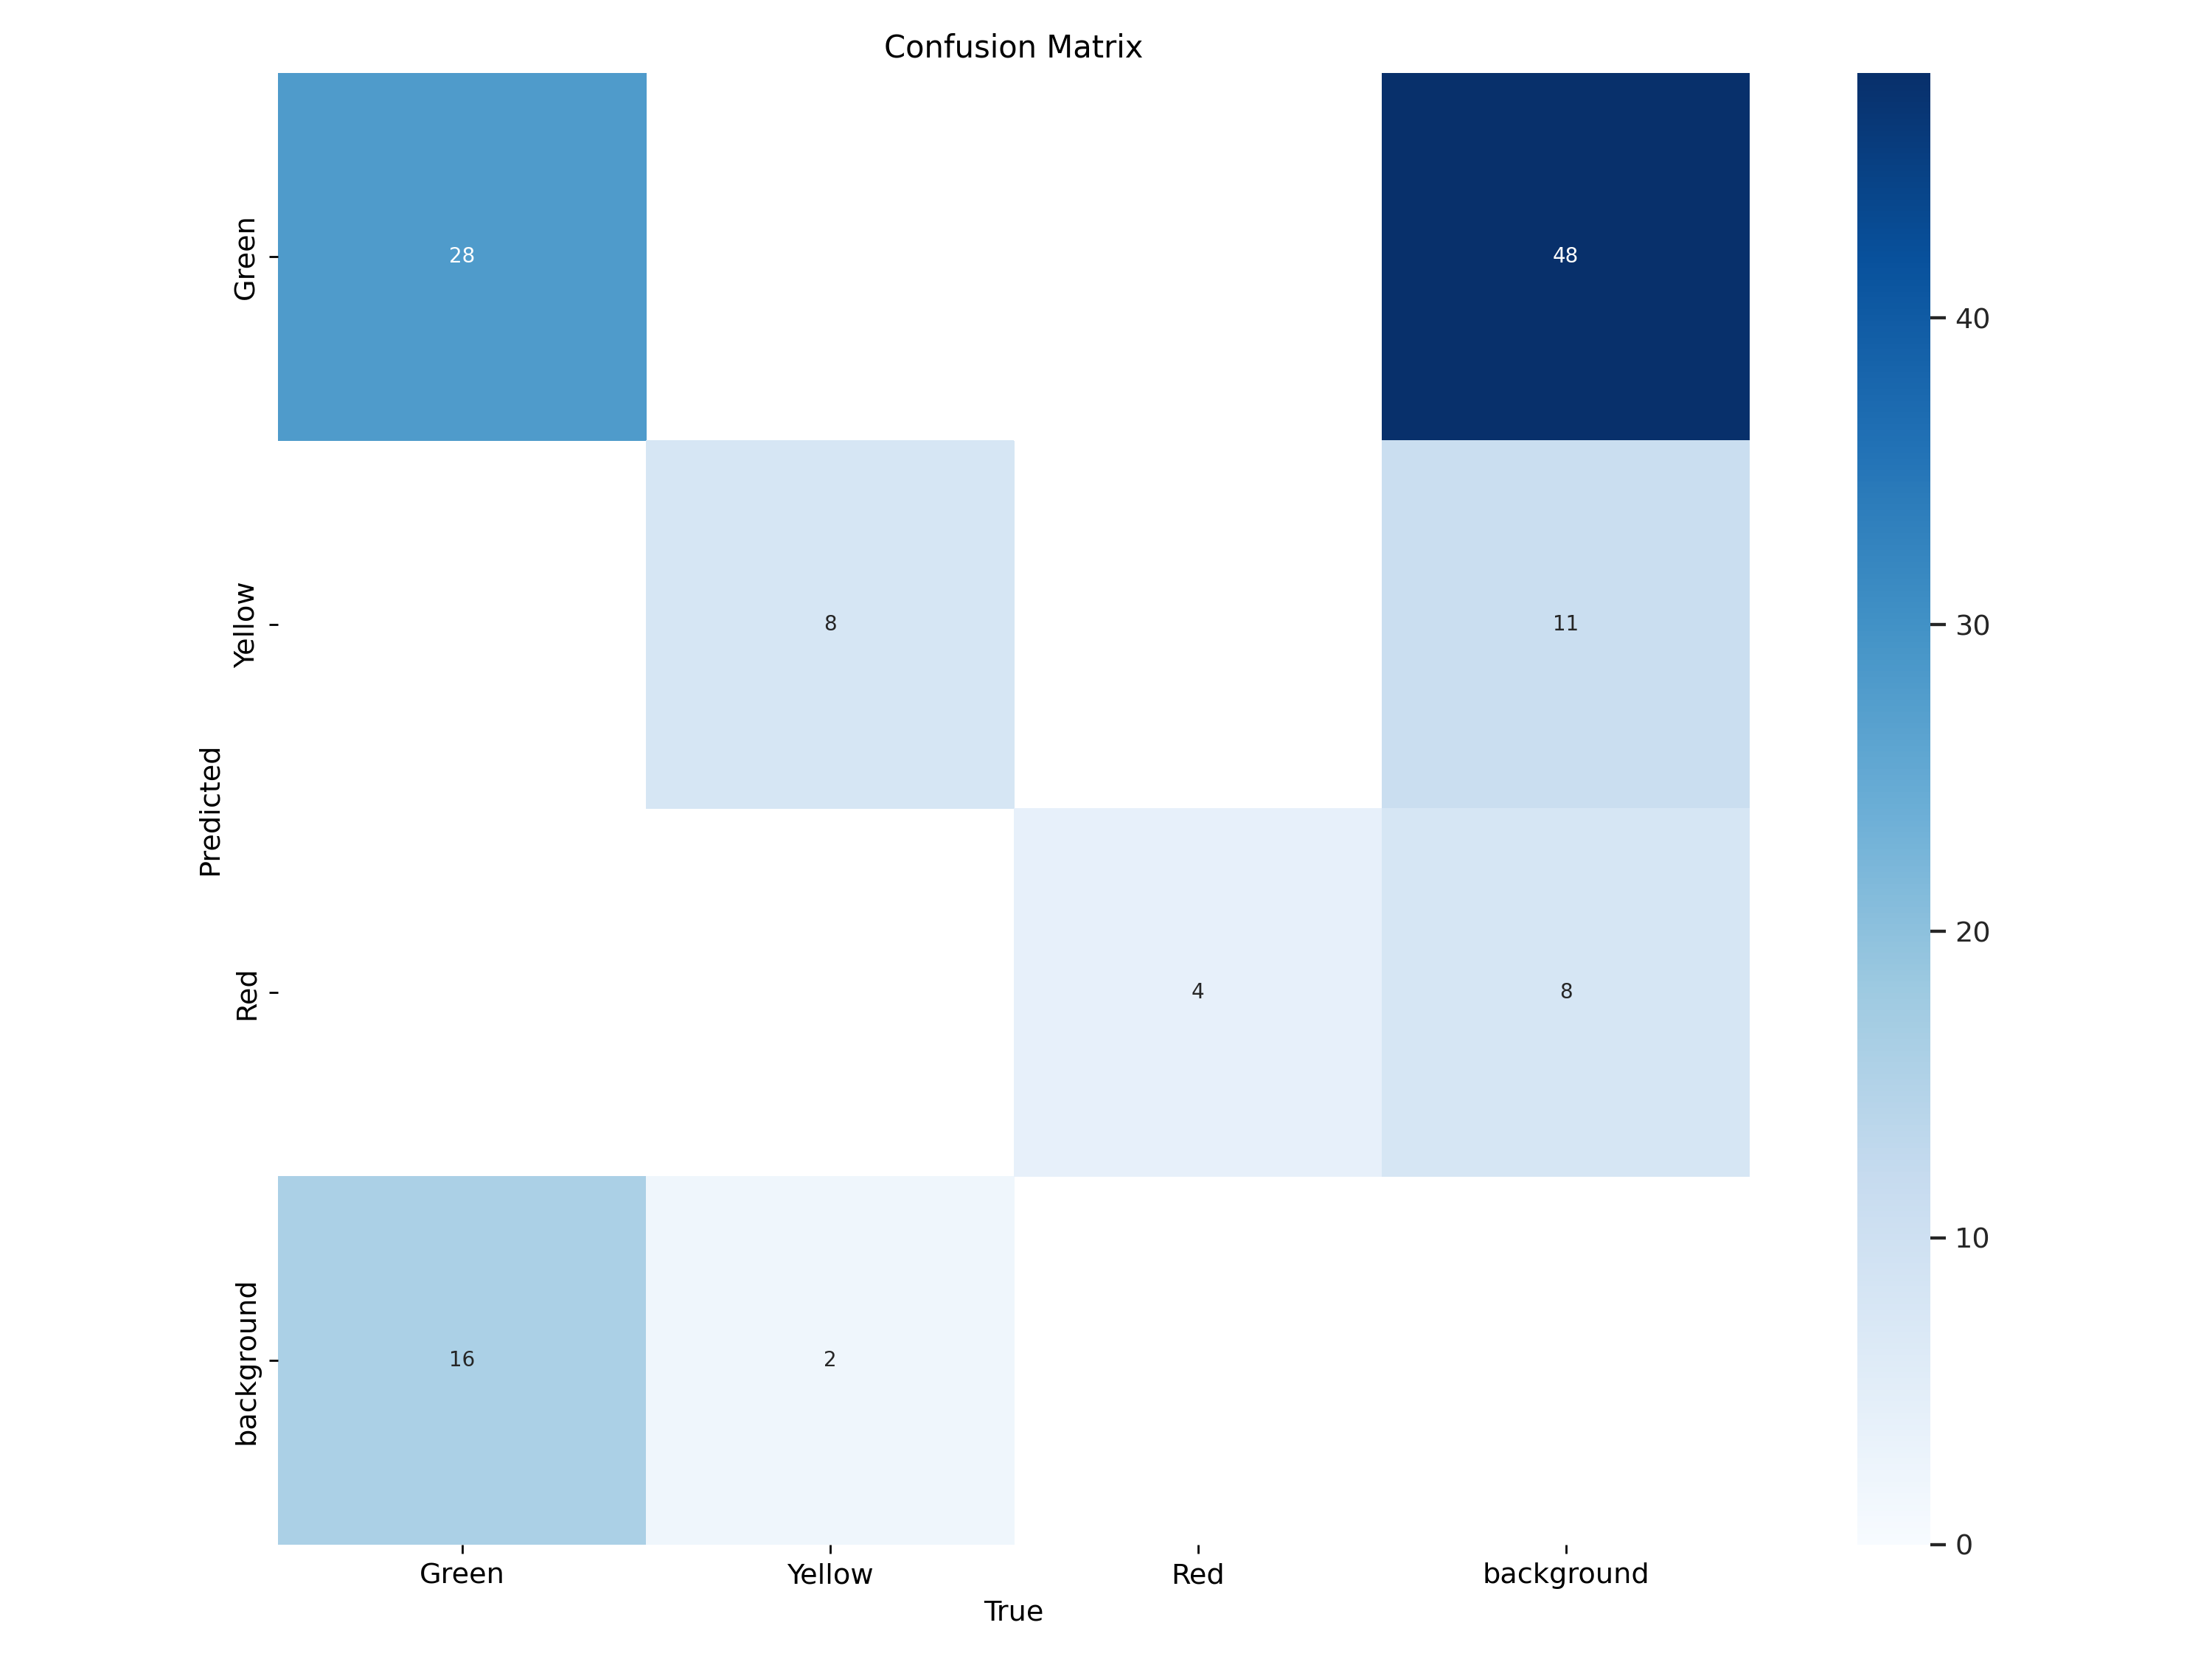 Confusion Matrix
Green
28
48
40
30
Yellow
8
11
Predicted
20
Red
4
8
10
background
16
2
0
Green
Yellow
Red
background
True